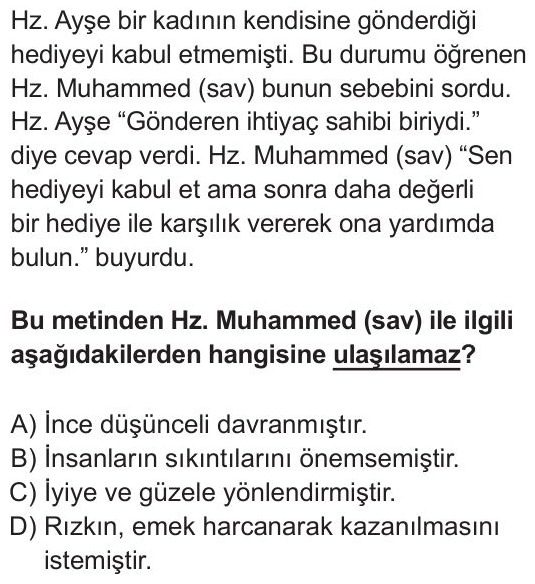 Hz. Ayşe bir kadının kendisine gönderdiği
hediyeyi kabul etmemişti. Bu durumu öğrenen
Hz. Muhammed (sav) bunun sebebini sordu.
Hz. Ayşe “Gönderen ihtiyaç sahibi biriydi.”
diye cevap verdi. Hz. Muhammed (sav) “Sen
hediyeyi kabul et ama sonra daha değerli
bir hediye ile karşılık vererek ona yardımda
bulun.” buyurdu.
Bu metinden Hz. Muhammed (sav) ile ilgili
aşağıdakilerden hangisine ulaşılamaz?
A) İnce düşünceli davranmıştır.
B) İnsanların sıkıntılarını önemsemiştir.
C) İyiye ve güzele yönlendirmiştir.
D) Rızkın, emek harcanarak kazanılmasını
istemiştir.